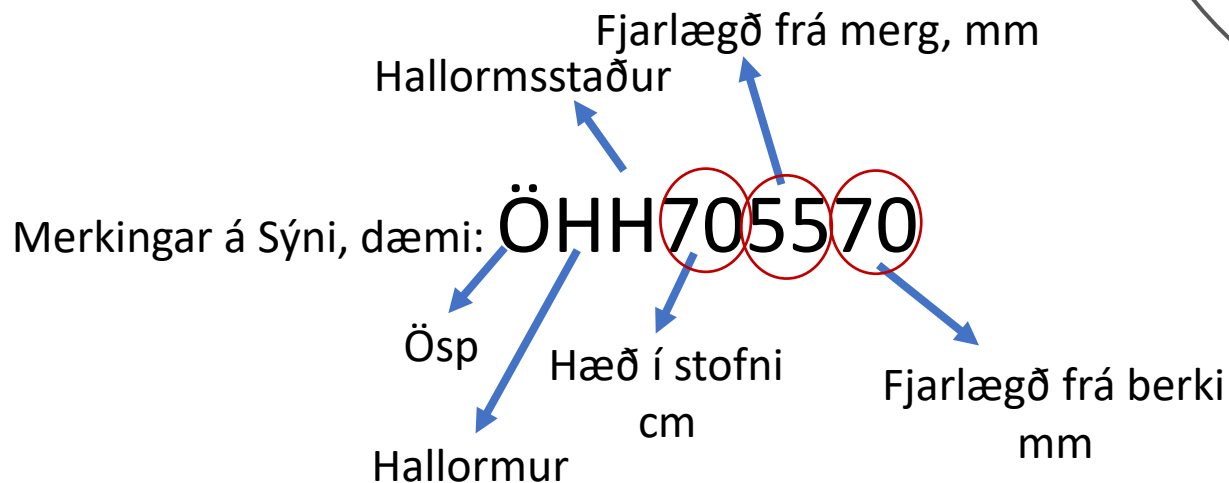 Fjarlægð frá merg, mm
Hallormsstaður
Merkingar á Sýni, dæmi: ÖHH705570
Ösp
Hæð í stofni
cm
Fjarlægð frá berki
mm
Hallormur